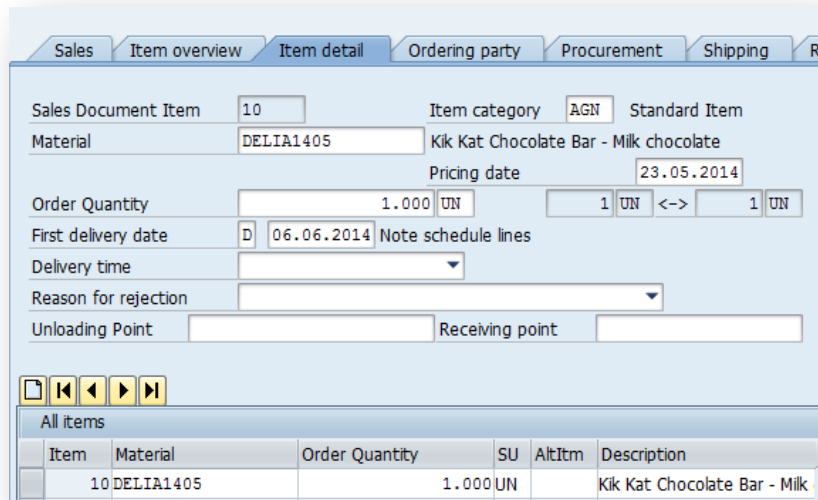 Sales Item overview Item detail Ordering party Procurement Shipping
Sales Document Item 10 Item category AGN Standard Item
Material DELIA1405 Kik Kat Chocolate Bar - Milk chocolate
Pricing date 23.05.2014
Order Quantity 1.000 UN 1 UN <-> 1 UN
First delivery date D 06.06.2014 Note schedule lines
Delivery time
Reason for rejection
Unloading Point Receiving point
All items
Item Material Order Quantity SU AltItm Description
10 DELIA1405 1.000 UN Kik Kat Chocolate Bar - Milk